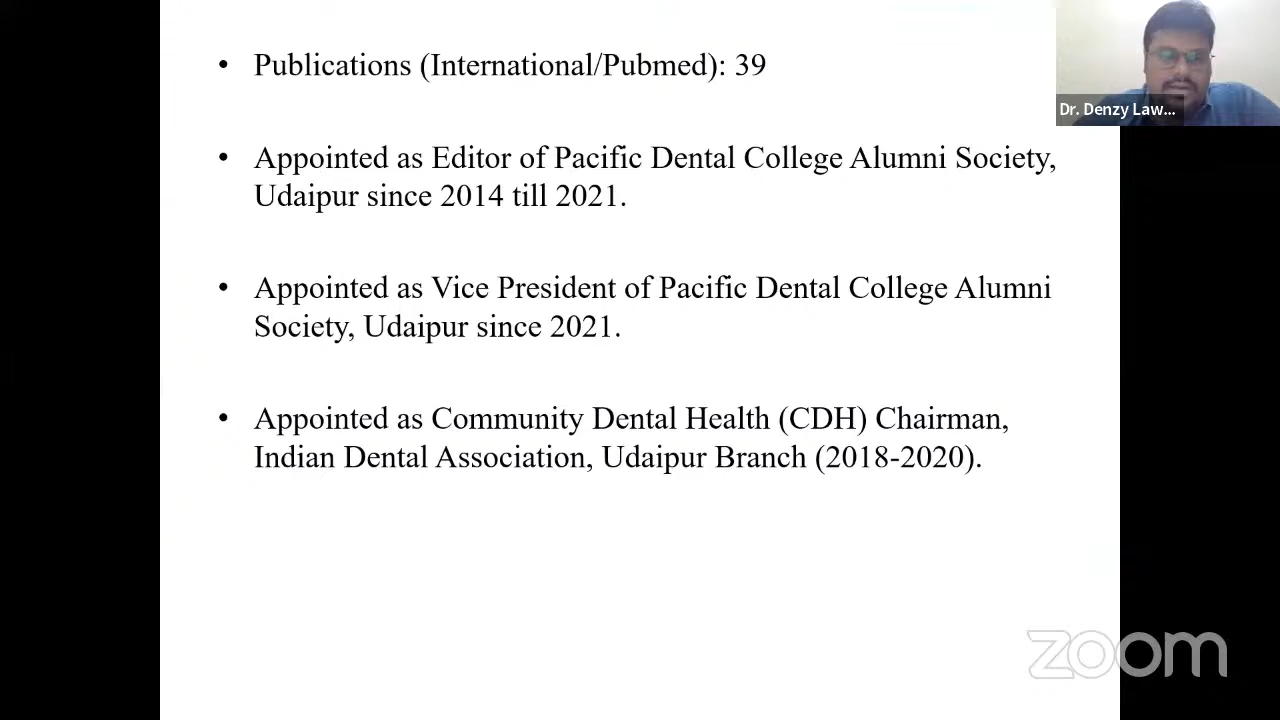 • Publications (International/Pubmed): 39
Dr. Denzy Law...
• Appointed as Editor of Pacific Dental College Alumni Society,
Udaipur since 2014 till 2021.
• Appointed as Vice President of Pacific Dental College Alumni
Society, Udaipur since 2021.
• Appointed as Community Dental Health (CDH) Chairman,
Indian Dental Association, Udaipur Branch (2018-2020).
zoom